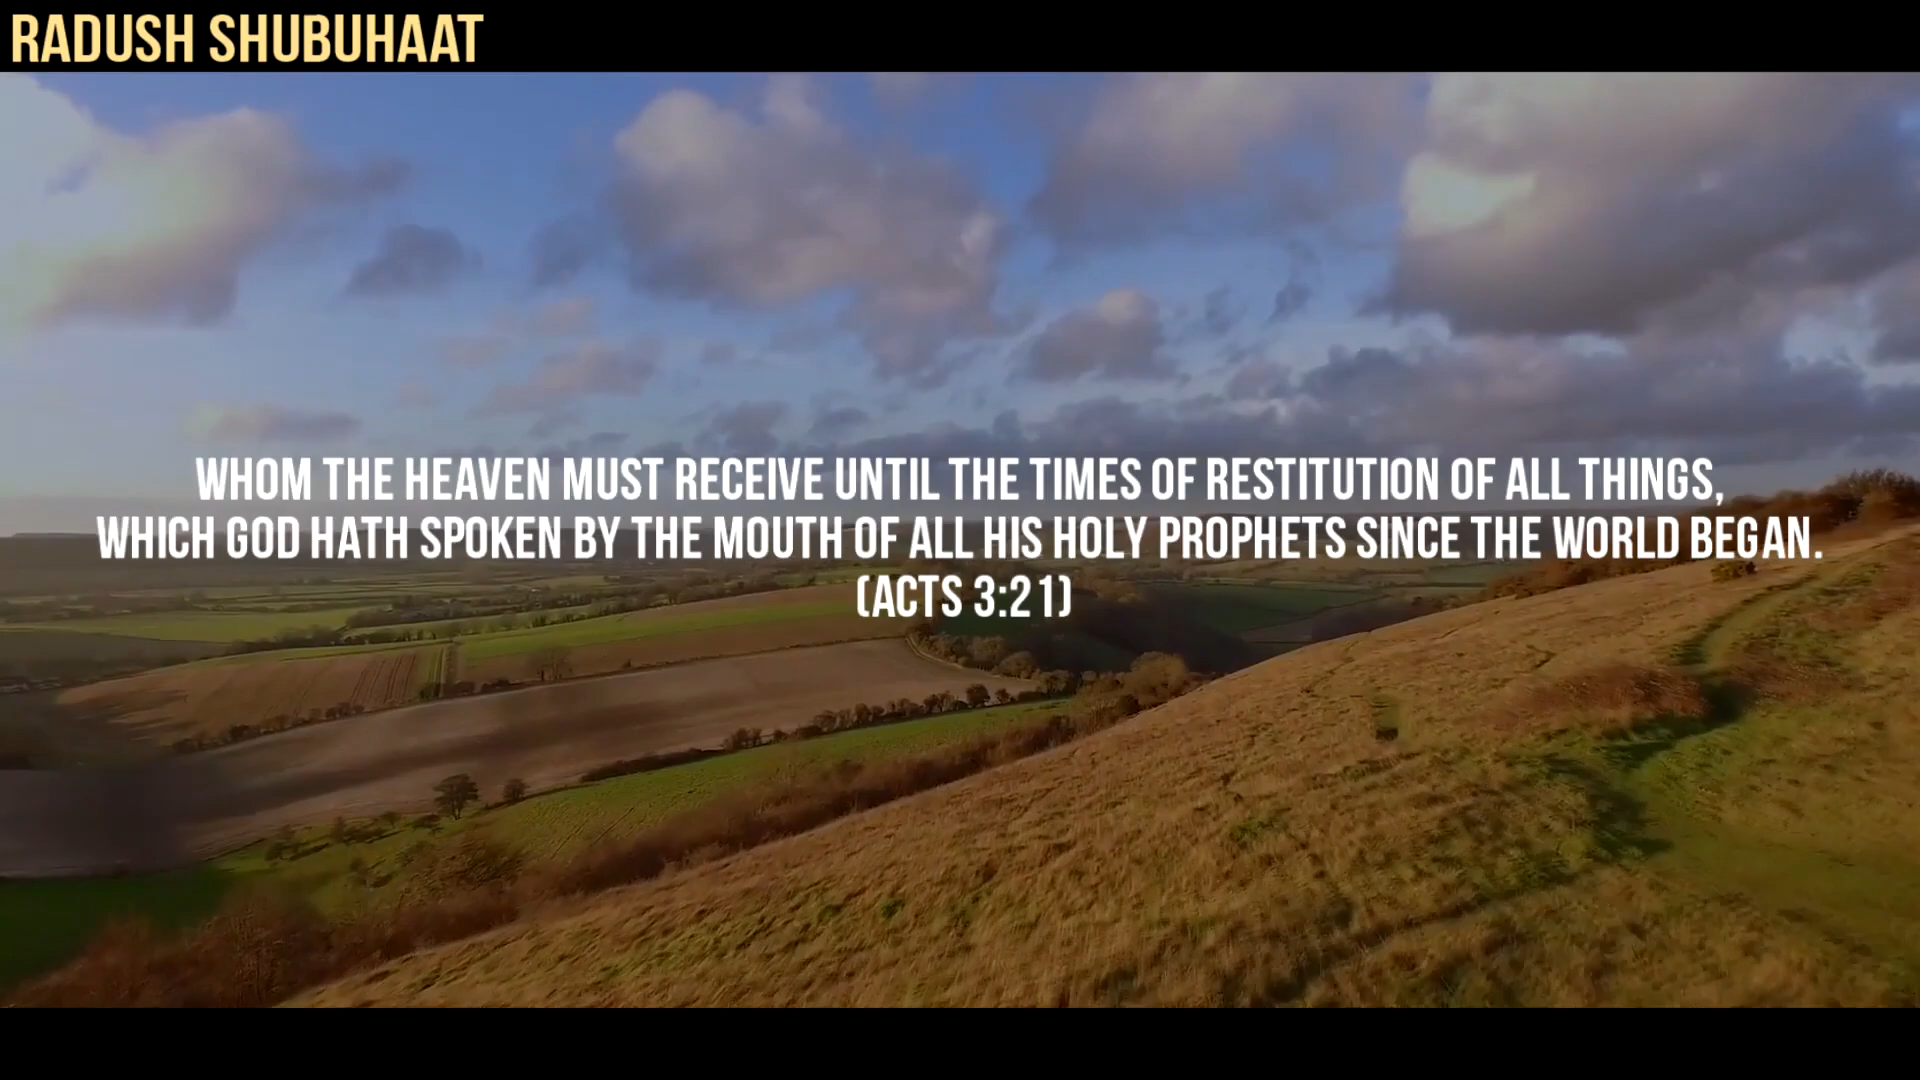 RADUSH SHUBUHAAT
WHOM THE HEAVEN MUST RECEIVE UNTIL THE TIMES OF RESTITUTION OF ALL THINGS,
WHICH GOD HATH SPOKEN BY THE MOUTH OF ALL HIS HOLY PROPHETS SINCE THE WORLD BEGAN.
(ACTS 3:21)